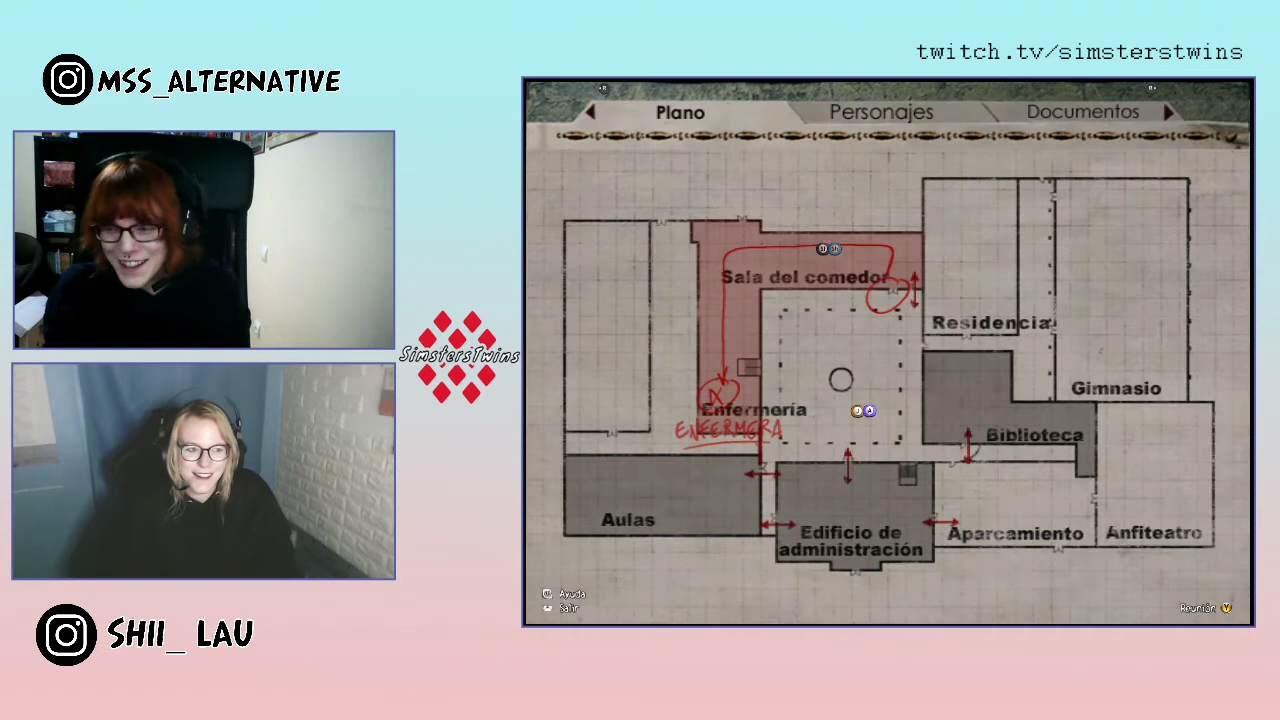 MSS_ALTERNATIVE
twitch.tv/simsterstwins
Plano
Personajes
Documentos
Sala del comedor
Residencia
Gimnasio
SimstersTwins
Enfermería
ENFERMERA
Biblioteca
Aulas
Edificio de
administración
Aparcamiento
Anfiteatro
Ayuda
Salir
Reunión Y
SHII_ LAU